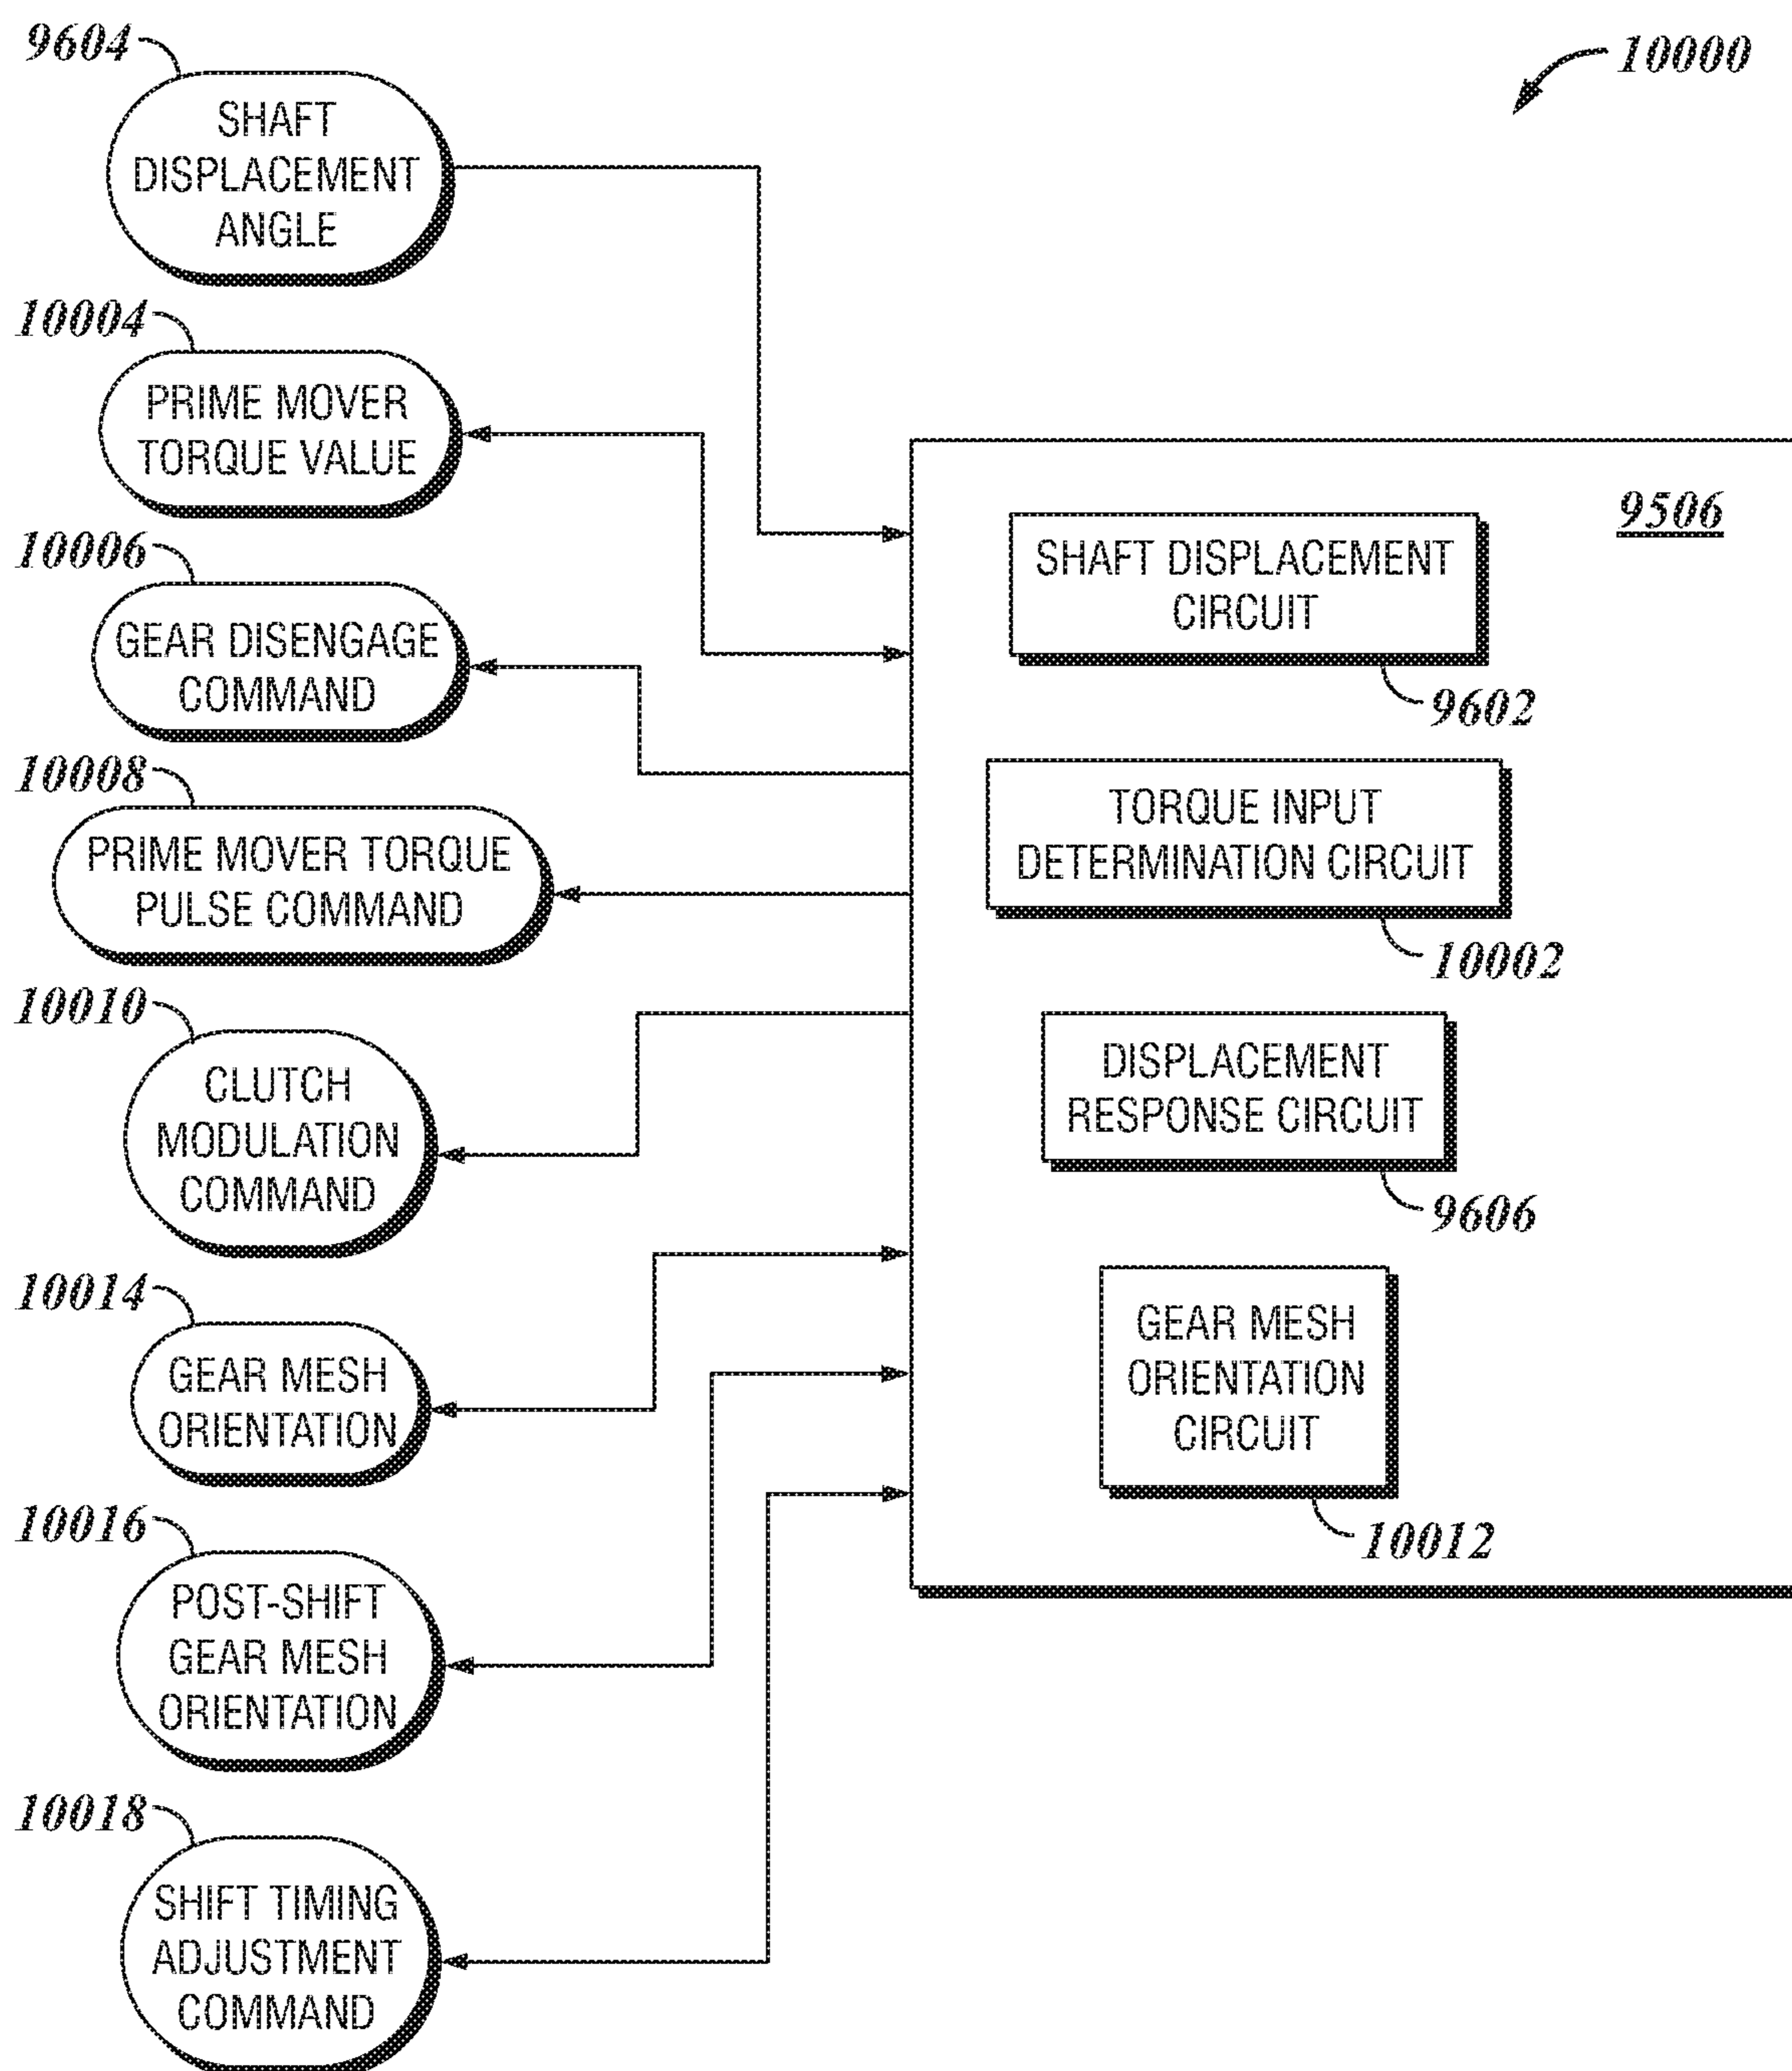 9604
SHAFT
DISPLACEMENT
ANGLE
10000
10004
PRIME MOVER
TORQUE VALUE
10006
GEAR DISENGAGE
COMMAND
10008
PRIME MOVER TORQUE
PULSE COMMAND
10010
CLUTCH
MODULATION
COMMAND
10014
GEAR MESH
ORIENTATION
10016
POST-SHIFT
GEAR MESH
ORIENTATION
10018
SHIFT TIMING
ADJUSTMENT
COMMAND
9506
SHAFT DISPLACEMENT
CIRCUIT
9602
TORQUE INPUT
DETERMINATION CIRCUIT
10002
DISPLACEMENT
RESPONSE CIRCUIT
9606
GEAR MESH
ORIENTATION
CIRCUIT
10012